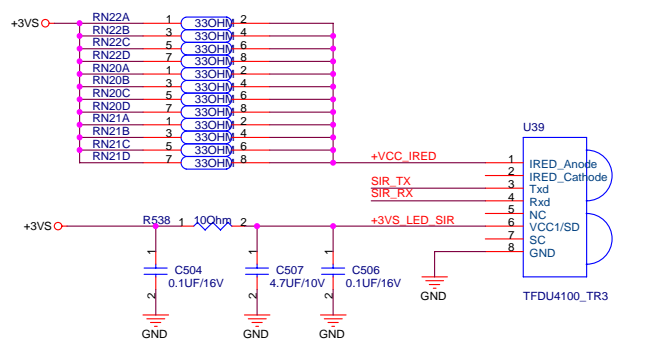 +3VS
RN22A 1 33OHM 2
RN22B 3 33OHM 4
RN22C 5 33OHM 6
RN22D 7 33OHM 8
RN20A 1 33OHM 2
RN20B 3 33OHM 4
RN20C 5 33OHM 6
RN20D 7 33OHM 8
RN21A 1 33OHM 2
RN21B 3 33OHM 4
RN21C 5 33OHM 6
RN21D 7 33OHM 8
U39
+VCC_IRED 1 IRED_Anode
2 IRED_Cathode
SIR_TX 3 Txd
SIR_RX 4 Rxd
5 NC
+3VS R538 1 10Ohm 2 +3VS_LED_SIR 6 VCC1/SD
7 SC
8 GND
1 C504 0.1UF/16V 2 GND
1 C507 4.7UF/10V 2 GND
1 C506 0.1UF/16V 2 GND
GND
TFDU4100_TR3